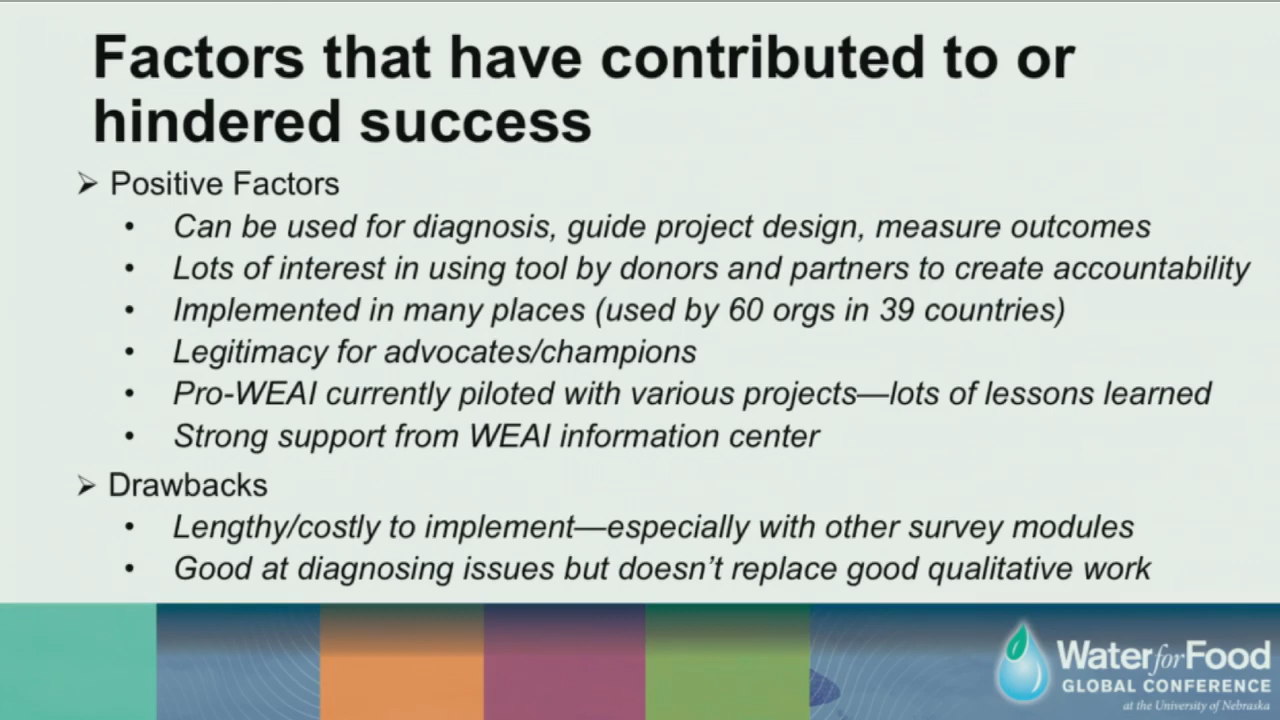 Factors that have contributed to or
hindered success
➢ Positive Factors
• Can be used for diagnosis, guide project design, measure outcomes
• Lots of interest in using tool by donors and partners to create accountability
• Implemented in many places (used by 60 orgs in 39 countries)
• Legitimacy for advocates/champions
• Pro-WEAI currently piloted with various projects—lots of lessons learned
• Strong support from WEAI information center
➢ Drawbacks
• Lengthy/costly to implement—especially with other survey modules
• Good at diagnosing issues but doesn’t replace good qualitative work
Water for Food
GLOBAL CONFERENCE
at the University of Nebraska